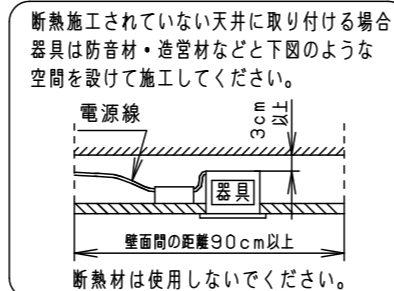 断熱施工されていない天井に取り付ける場合
器具は防音材・造営材などと下図のような
空間を設けて施工してください。
電源線
3cm
以上
器具
壁面間の距離90cm以上
断熱材は使用しないでください。